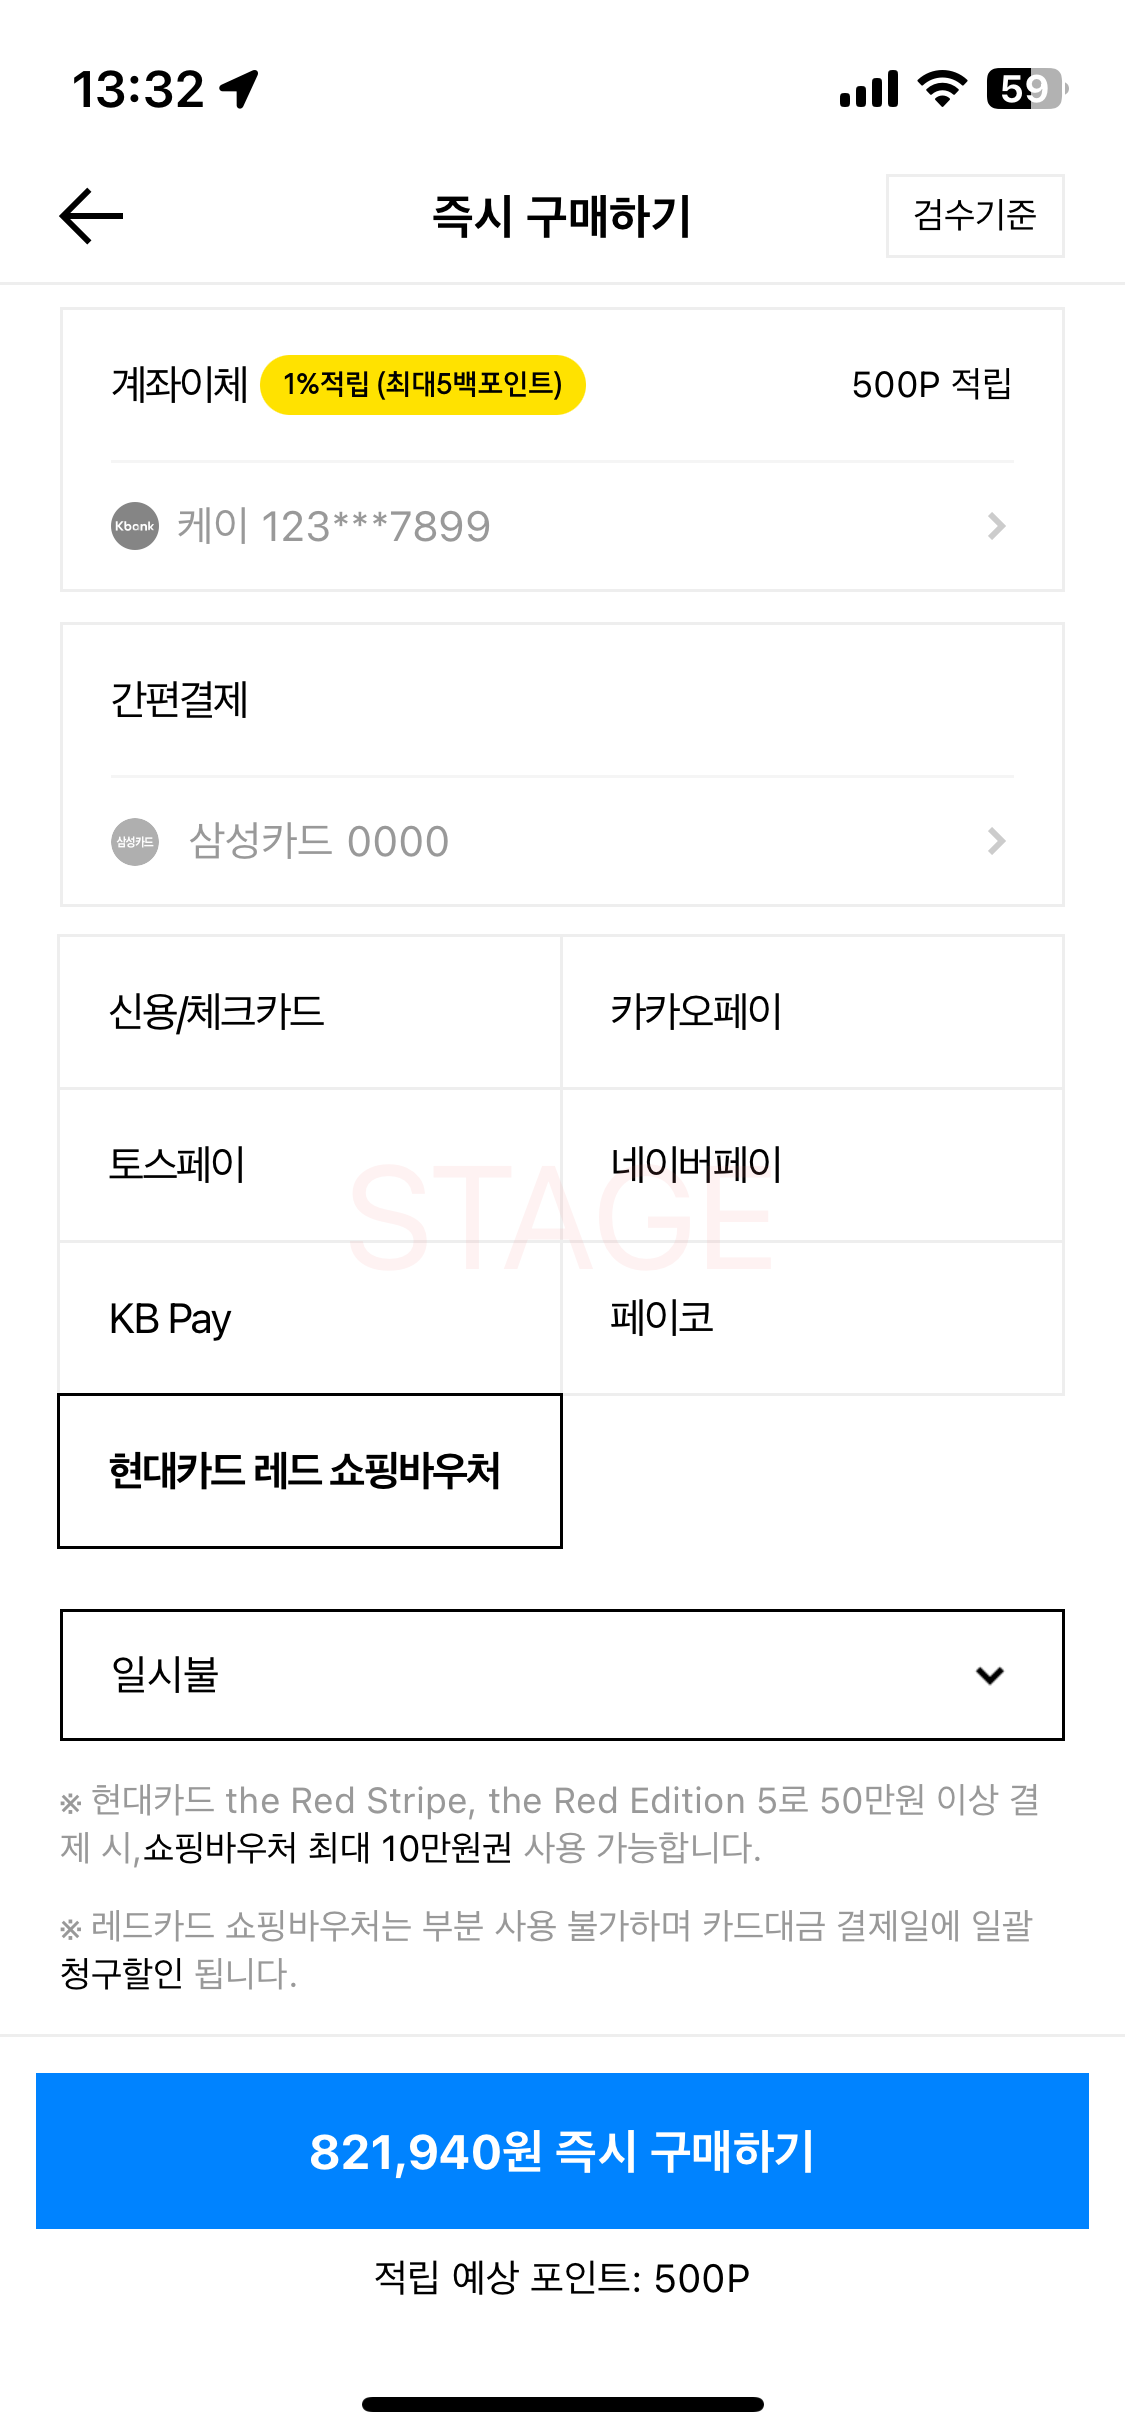 13:32
59
즉시 구매하기
검수기준
계좌이체 1%적립 (최대5백포인트) 500P 적립
Kbank 케이 123***7899
간편결제
삼성카드 삼성카드 0000
신용/체크카드 카카오페이
토스페이 네이버페이
STAGE
KB Pay 페이코
현대카드 레드 쇼핑바우처
일시불
※ 현대카드 the Red Stripe, the Red Edition 5로 50만원 이상 결
제 시,쇼핑바우처 최대 10만원권 사용 가능합니다.
※ 레드카드 쇼핑바우처는 부분 사용 불가하며 카드대금 결제일에 일괄
청구할인 됩니다.
821,940원 즉시 구매하기
적립 예상 포인트: 500P